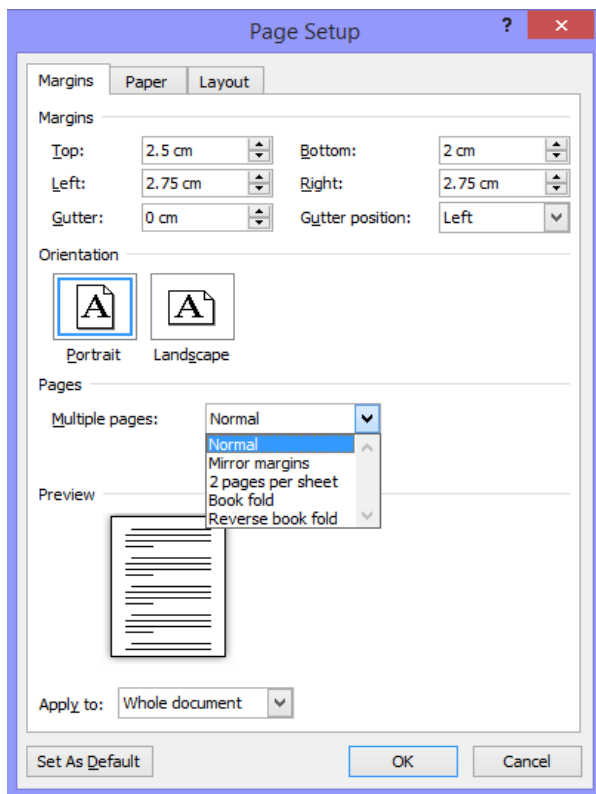 Page Setup ? ×
Margins Paper Layout
Margins
Top: 2.5 cm Bottom: 2 cm
Left: 2.75 cm Right: 2.75 cm
Gutter: 0 cm Gutter position: Left
Orientation
A A
Portrait Landscape
Pages
Multiple pages: Normal
Normal
Mirror margins
2 pages per sheet
Book fold
Reverse book fold
Preview
Apply to: Whole document
Set As Default OK Cancel